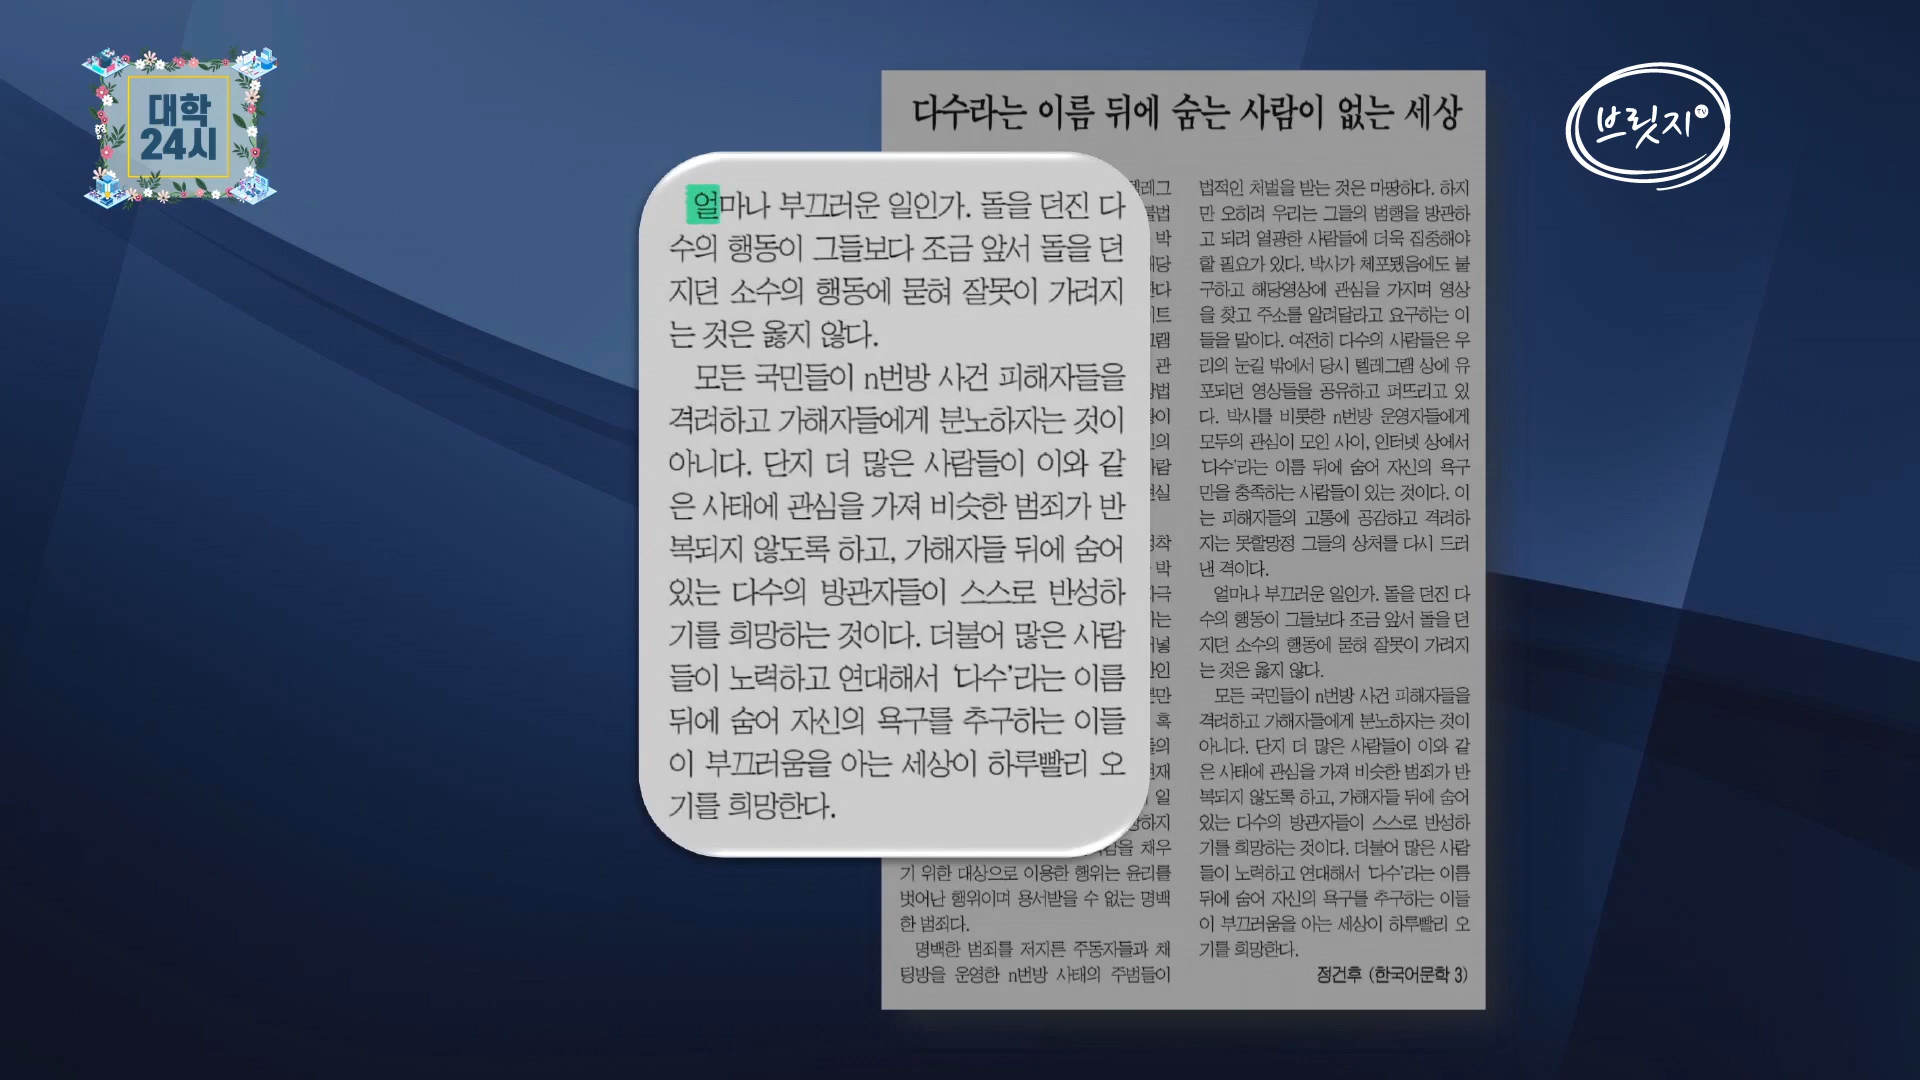 대학
24시
브릿지
TV
다수라는 이름 뒤에 숨는 사람이 없는 세상
얼마나 부끄러운 일인가. 돌을 던진 다
수의 행동이 그들보다 조금 앞서 돌을 던
지던 소수의 행동에 묻혀 잘못이 가려지
는 것은 옳지 않다.
모든 국민들이 n번방 사건 피해자들을
격려하고 가해자들에게 분노하자는 것이
아니다. 단지 더 많은 사람들이 이와 같
은 사태에 관심을 가져 비슷한 범죄가 반
복되지 않도록 하고, 가해자들 뒤에 숨어
있는 다수의 방관자들이 스스로 반성하
기를 희망하는 것이다. 더불어 많은 사람
들이 노력하고 연대해서 '다수'라는 이름
뒤에 숨어 자신의 욕구를 추구하는 이들
이 부끄러움을 아는 세상이 하루빨리 오
기를 희망한다.
채우
기 위한 대상으로 이용한 행위는 윤리를
벗어난 행위이며 용서받을 수 없는 명백
한 범죄다.
명백한 범죄를 저지른 주동자들과 채
팅방을 운영한 n번방 사태의 주범들이
법적인 처벌을 받는 것은 마땅하다. 하지
만 오히려 우리는 그들의 범행을 방관하
고 되려 열광한 사람들에 더욱 집중해야
할 필요가 있다. 박사가 체포됐음에도 불
구하고 해당영상에 관심을 가지며 영상
을 찾고 주소를 알려달라고 요구하는 이
들을 말이다. 여전히 다수의 사람들은 우
리의 눈길 밖에서 당시 텔레그램 상에 유
포되던 영상들을 공유하고 퍼뜨리고 있
다. 박사를 비롯한 n번방 운영자들에게
모두의 관심이 모인 사이, 인터넷 상에서
'다수'라는 이름 뒤에 숨어 자신의 욕구
만을 충족하는 사람들이 있는 것이다. 이
는 피해자들의 고통에 공감하고 격려하
지는 못할망정 그들의 상처를 다시 드러
낸 격이다.
얼마나 부끄러운 일인가. 돌을 던진 다
수의 행동이 그들보다 조금 앞서 돌을 던
지던 소수의 행동에 묻혀 잘못이 가려지
는 것은 옳지 않다.
모든 국민들이 n번방 사건 피해자들을
격려하고 가해자들에게 분노하자는 것이
아니다. 단지 더 많은 사람들이 이와 같
은 사태에 관심을 가져 비슷한 범죄가 반
복되지 않도록 하고, 가해자들 뒤에 숨어
있는 다수의 방관자들이 스스로 반성하
기를 희망하는 것이다. 더불어 많은 사람
들이 노력하고 연대해서 '다수'라는 이름
뒤에 숨어 자신의 욕구를 추구하는 이들
이 부끄러움을 아는 세상이 하루빨리 오
기를 희망한다.
정건후 (한국어문학 3)